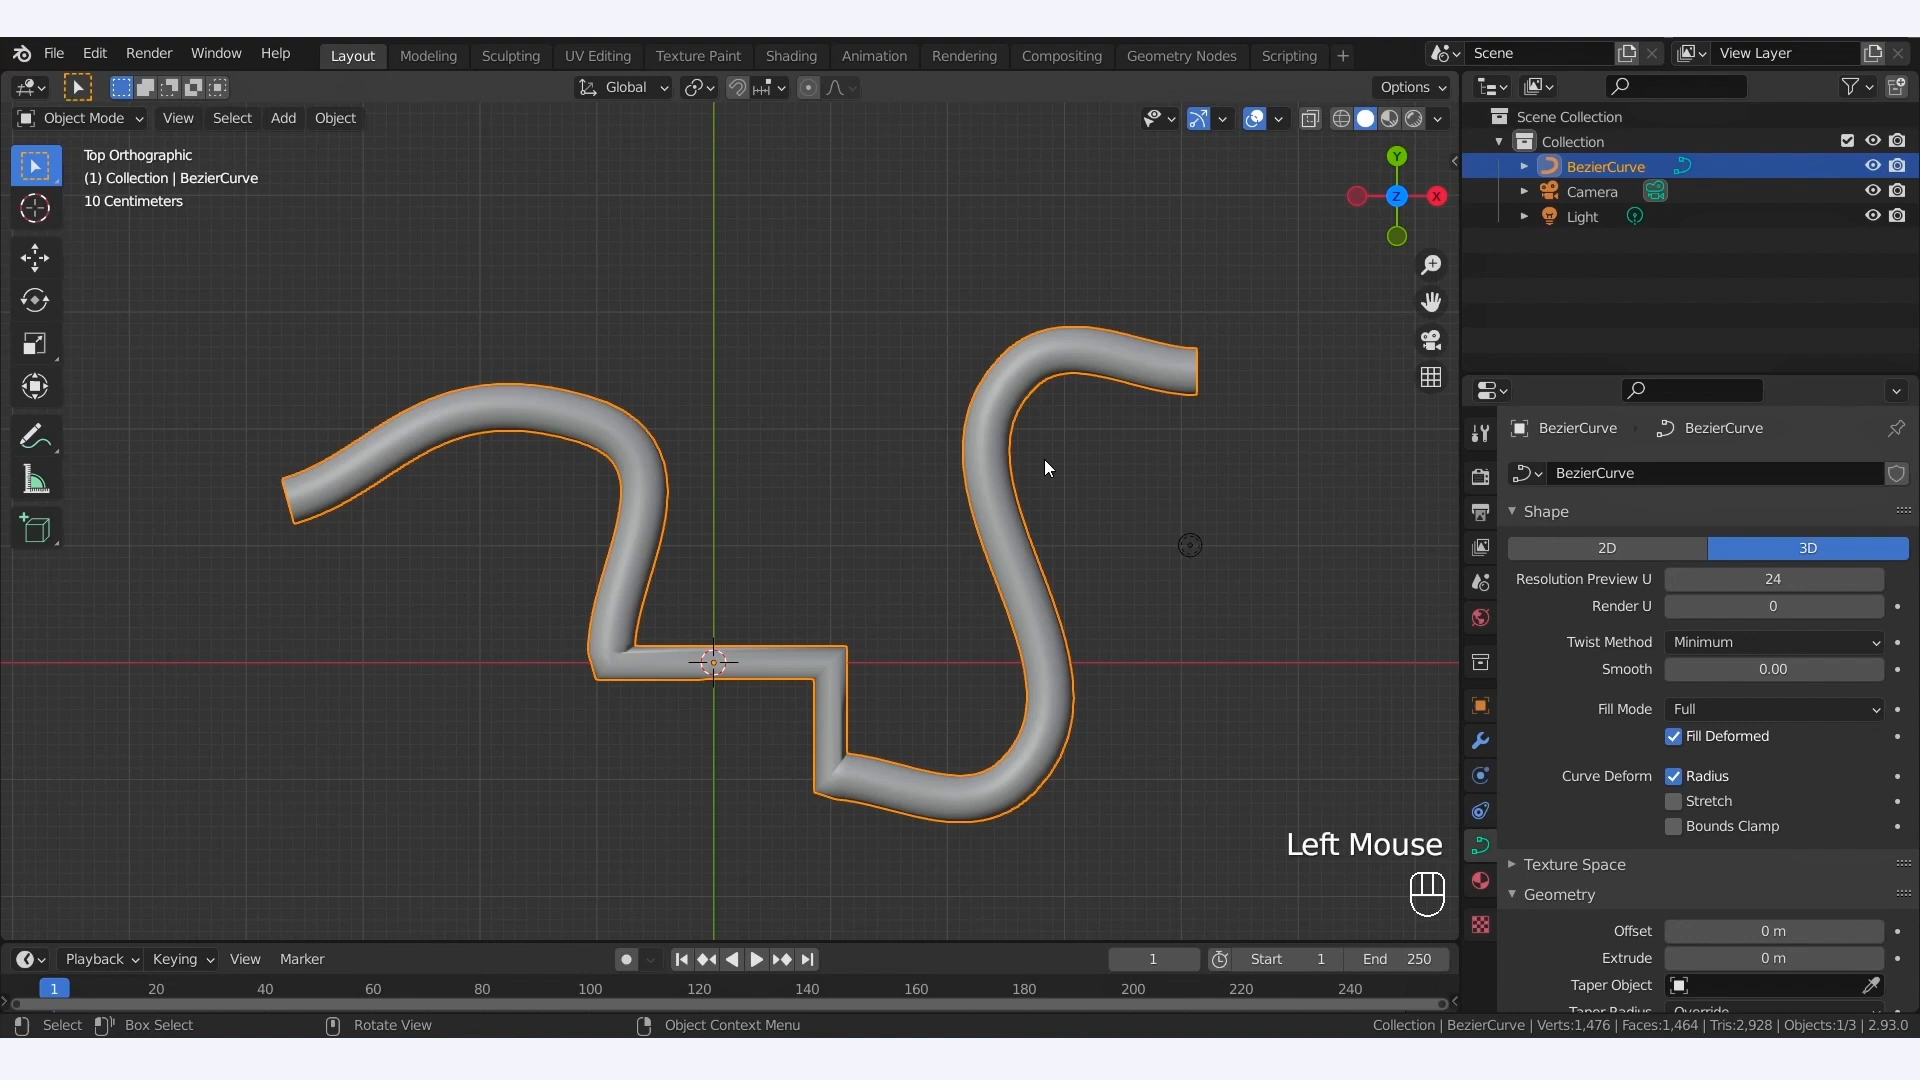 File Edit Render Window Help Layout Modeling Sculpting UV Editing Texture Paint Shading Animation Rendering Compositing Geometry Nodes Scripting + Scene View Layer
Global Options
Object Mode View Select Add Object
Scene Collection
Collection
BezierCurve
Camera
Light
Top Orthographic
(1) Collection | BezierCurve
10 Centimeters
Y
Z
X
BezierCurve BezierCurve
BezierCurve
Shape
2D 3D
Resolution Preview U 24
Render U 0
Twist Method Minimum
Smooth 0.00
Fill Mode Full
Fill Deformed
Curve Deform Radius
Stretch
Bounds Clamp
Texture Space
Geometry
Offset 0 m
Extrude 0 m
Taper Object
Taper Radius Override
Left Mouse
Playback Keying View Marker 1 Start 1 End 250
1 20 40 60 80 100 120 140 160 180 200 220 240
Select Box Select Rotate View Object Context Menu Collection | BezierCurve | Verts:1,476 | Faces:1,464 | Tris:2,928 | Objects:1/3 | 2.93.0